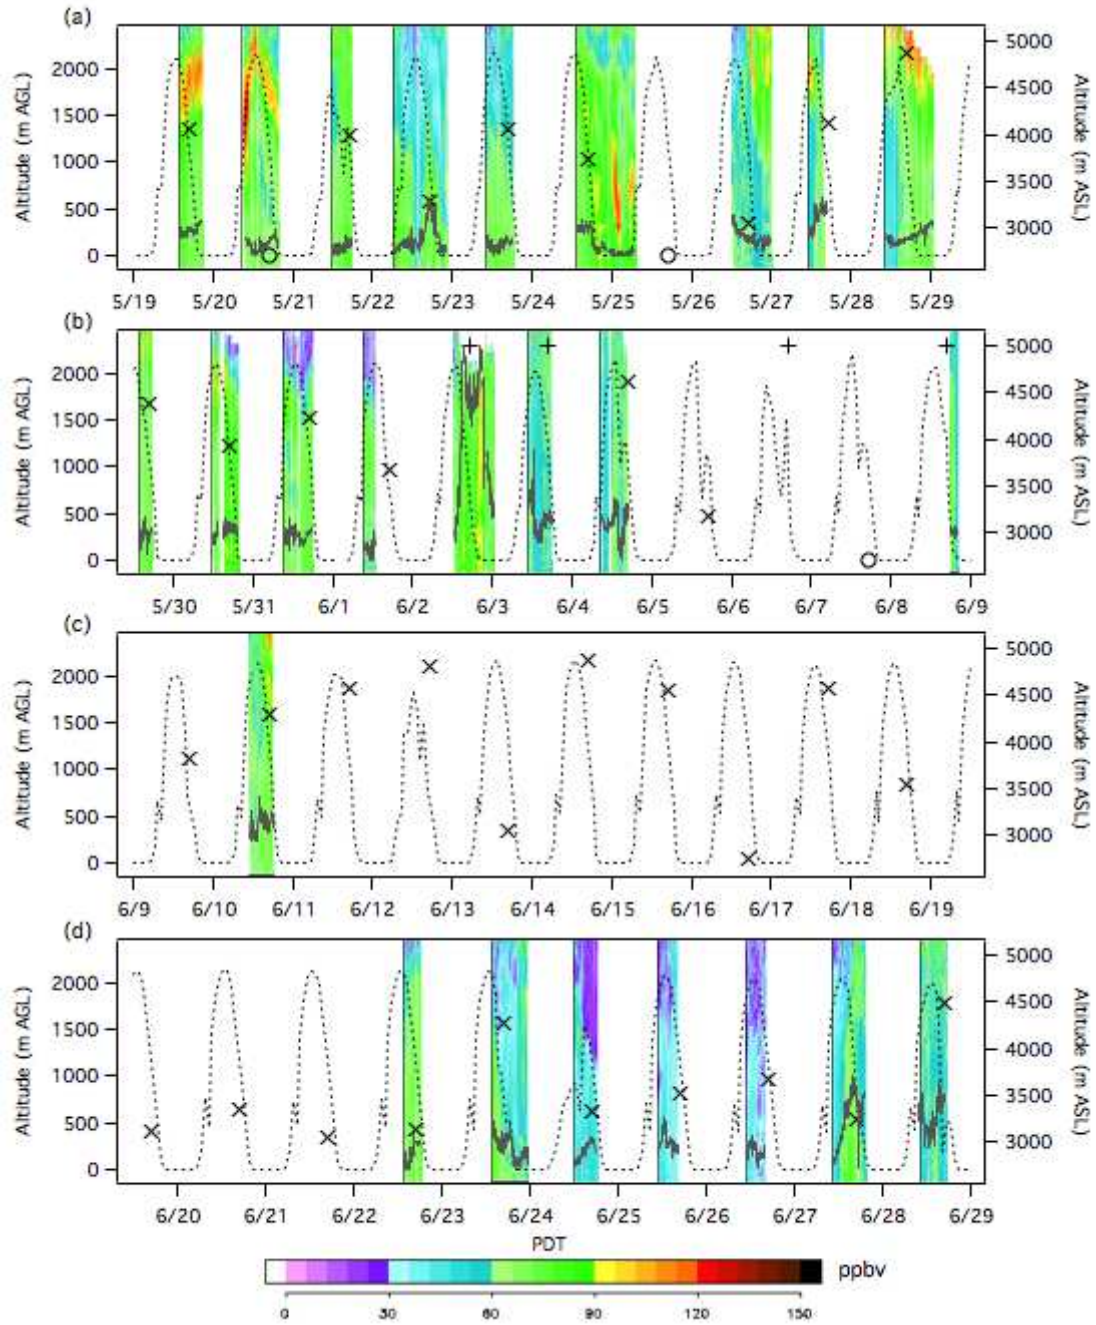 (a)
Altitude (m AGL)
2000
1500
1000
500
0
5000
4500
4000
3500
3000
Altitude (m ASL)
5/19 5/20 5/21 5/22 5/23 5/24 5/25 5/26 5/27 5/28 5/29
(b)
Altitude (m AGL)
2000
1500
1000
500
0
5000
4500
4000
3500
3000
Altitude (m ASL)
5/30 5/31 6/1 6/2 6/3 6/4 6/5 6/6 6/7 6/8 6/9
(c)
Altitude (m AGL)
2000
1500
1000
500
0
5000
4500
4000
3500
3000
Altitude (m ASL)
6/9 6/10 6/11 6/12 6/13 6/14 6/15 6/16 6/17 6/18 6/19
(d)
Altitude (m AGL)
2000
1500
1000
500
0
5000
4500
4000
3500
3000
Altitude (m ASL)
6/20 6/21 6/22 6/23 6/24 6/25 6/26 6/27 6/28 6/29
PDT
ppbv
0 30 60 90 120 150